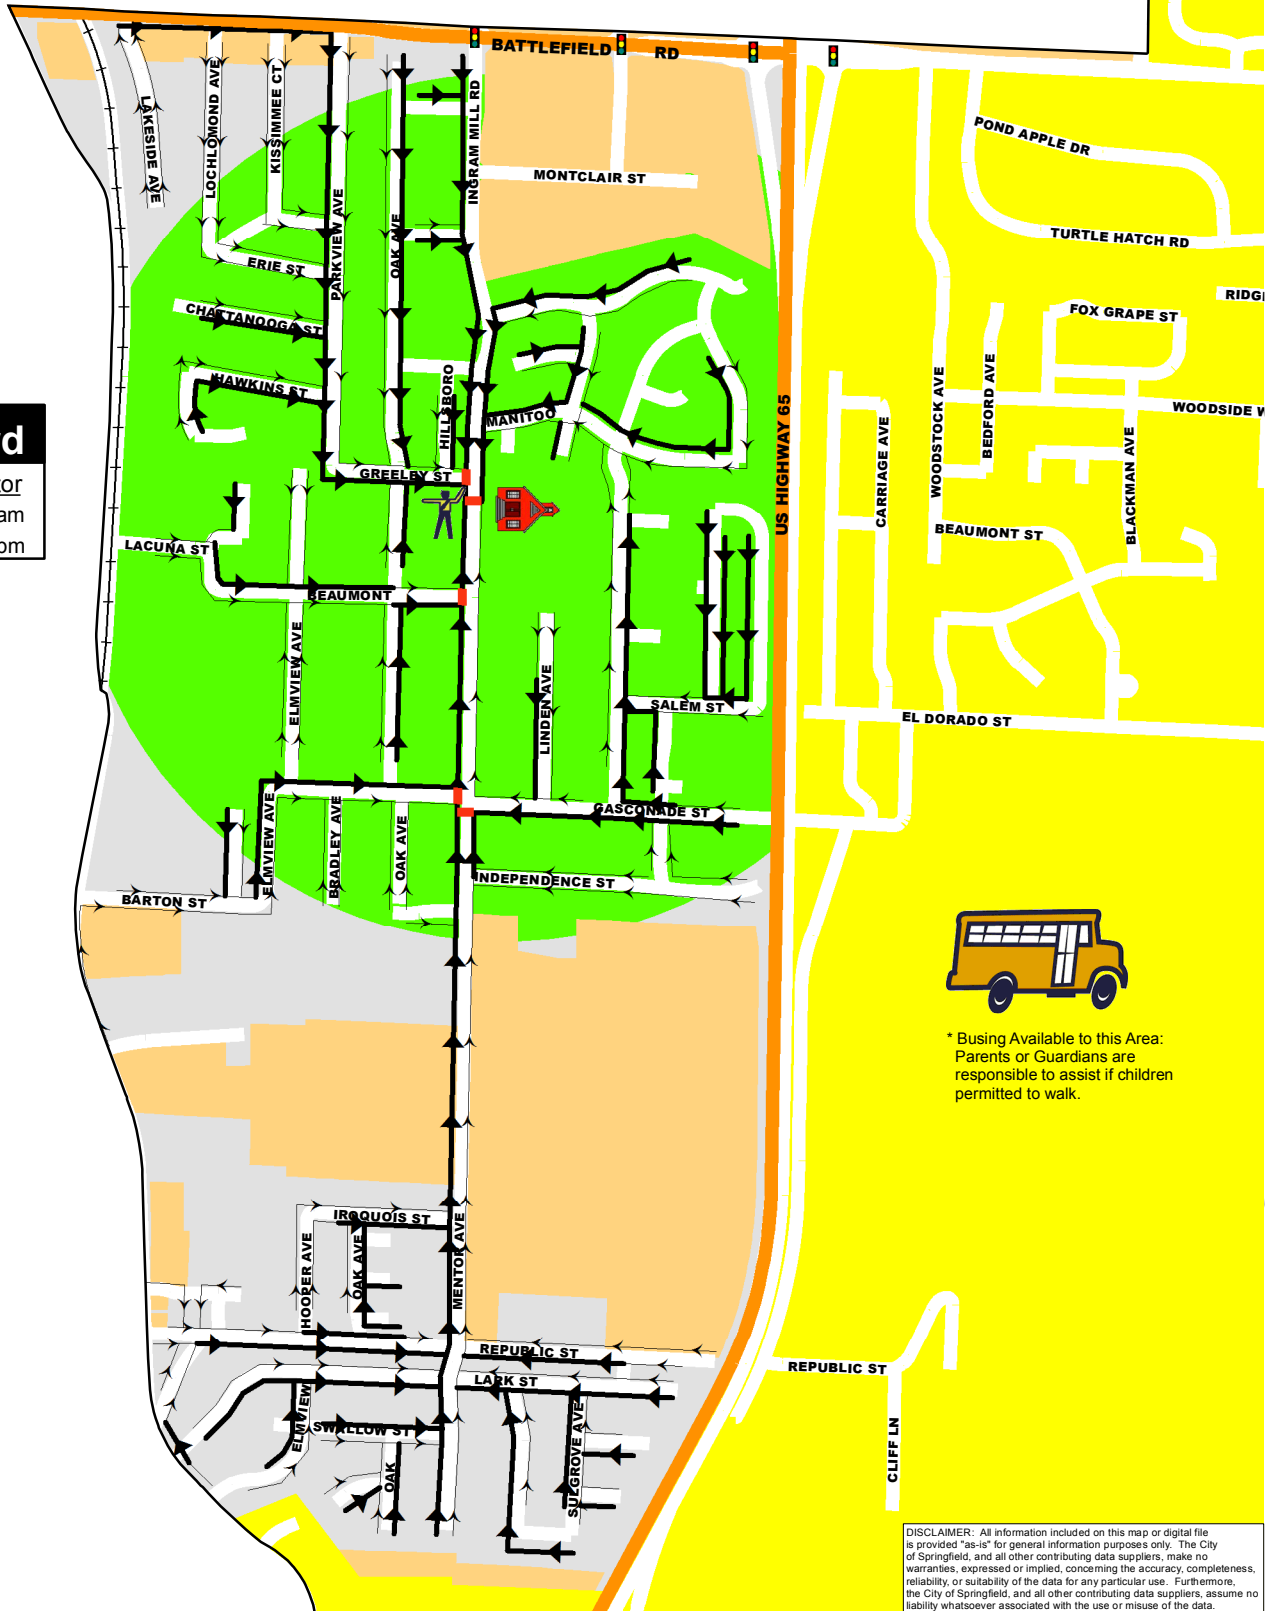 BATTLEFIELD RD
LAKESIDE AVE
LOCHLOMOND AVE
KISSIMMEE CT
INGRAM MILL RD
POND APPLE DR
MONTCLAIR ST
PARKVIEW AVE
OAK AVE
TURTLE HATCH RD
ERIE ST
CHATTANOOGA ST
FOX GRAPE ST
HAWKINS ST
HILLSBORO
MANITOO
US HIGHWAY 65
WOODSTOCK AVE
BEDFORD AVE
WOODSIDE W
CARRIAGE AVE
BLACKMAN AVE
GREELEY ST
am
pm
LACUNA ST
BEAUMONT ST
BEAUMONT
ELMVIEW AVE
LINDEN AVE
SALEM ST
EL DORADO ST
GASCONADE ST
ELMVIEW AVE
BRADLEY AVE
OAK AVE
INDEPENDENCE ST
BARTON ST
* Busing Available to this Area:
Parents or Guardians are
responsible to assist if children
permitted to walk.
IROQUOIS ST
HOOPER AVE
OAK AVE
MENTOR AVE
REPUBLIC ST
REPUBLIC ST
LARK ST
ELMVIEW
SWALLOW ST
OAK
SULGROVE AVE
CLIFF LN
DISCLAIMER: All information included on this map or digital file
is provided "as-is" for general information purposes only. The City
of Springfield, and all other contributing data suppliers, make no
warranties, expressed or implied, concerning the accuracy, completeness,
reliability, or suitability of the data for any particular use. Furthermore,
the City of Springfield, and all other contributing data suppliers, assume no
liability whatsoever associated with the use or misuse of the data.